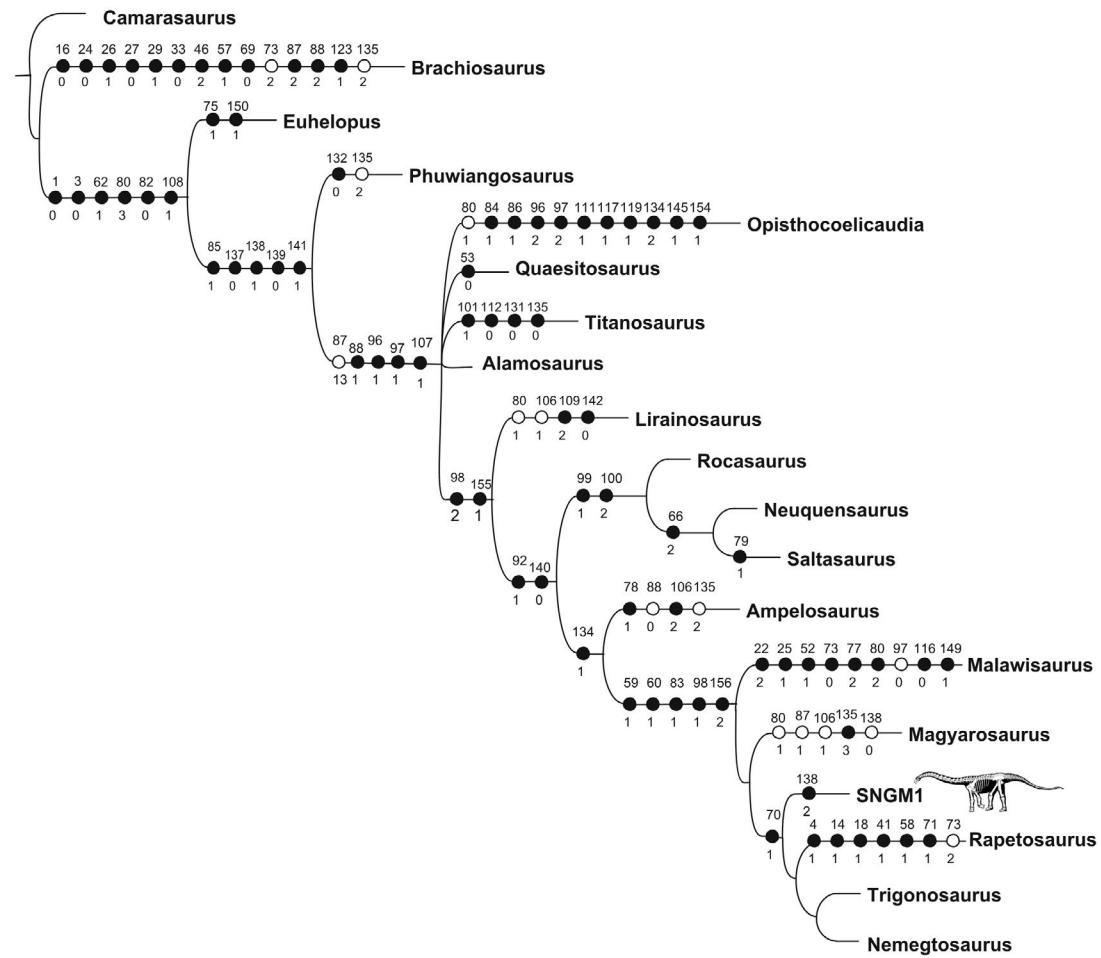 Camarasaurus
16 24 26 27 29 33 46 57 69 73 87 88 123 135
0 0 1 0 1 0 2 1 0 2 2 2 1 2
Brachiosaurus
75 150
1 1
Euhelopus
1 3 62 80 82 108
0 0 1 3 0 1
132 135
0 2
Phuwiangosaurus
80 84 86 96 97 111 117 119 134 145 154
1 1 1 2 2 1 1 1 2 1 1
Opisthocoelicaudia
85 137 138 139 141
1 0 1 0 1
53
0
Quaesitosaurus
101 112 131 135
1 0 0 0
Titanosaurus
87 88 96 97 107
13 1 1 1 1
Alamosaurus
80 106 109 142
1 1 2 0
Lirainosaurus
98 155
2 1
99 100
1 2
Rocasaurus
66
2
Neuquensaurus
79
1
Saltasaurus
92 140
1 0
78 88 106 135
1 0 2 2
Ampelosaurus
134
1
22 25 52 73 77 80 97 116 149
2 1 1 0 2 2 0 0 1
Malawisaurus
59 60 83 98 156
1 1 1 1 2
80 87 106 135 138
1 1 1 3 0
Magyarosaurus
138
2
SNGM1
70
1
4 14 18 41 58 71 73
1 1 1 1 1 1 2
Rapetosaurus
Trigonosaurus
Nemegtosaurus